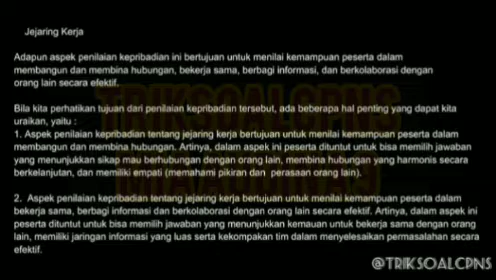 Jejaring Kerja
Adapun aspek penilaian kepribadian ini bertujuan untuk menilai kemampuan peserta dalam
membangun dan membina hubungan, bekerja sama, berbagi informasi, dan berkolaborasi dengan
orang lain secara efektif.
Bila kita perhatikan tujuan dari penilaian kepribadian tersebut, ada beberapa hal penting yang dapat kita
uraikan, yaitu :
1. Aspek penilaian kepribadian tentang jejaring kerja bertujuan untuk menilai kemampuan peserta dalam
membangun dan membina hubungan. Artinya, dalam aspek ini peserta dituntut untuk bisa memilih jawaban
yang menunjukkan sikap mau berhubungan dengan orang lain, membina hubungan yang harmonis secara
berkelanjutan, dan memiliki empati (memahami pikiran dan perasaan orang lain).
2. Aspek penilaian kepribadian tentang jejaring kerja bertujuan untuk menilai kemampuan peserta dalam
bekerja sama, berbagi informasi dan berkolaborasi dengan orang lain secara efektif. Artinya, dalam aspek ini
peserta dituntut untuk bisa memilih jawaban yang menunjukkan kemauan untuk bekerja sama dengan orang
lain, memiliki jaringan informasi yang luas serta kekompakan tim dalam menyelesaikan permasalahan secara
efektif.
@TRIKSOALCPNS